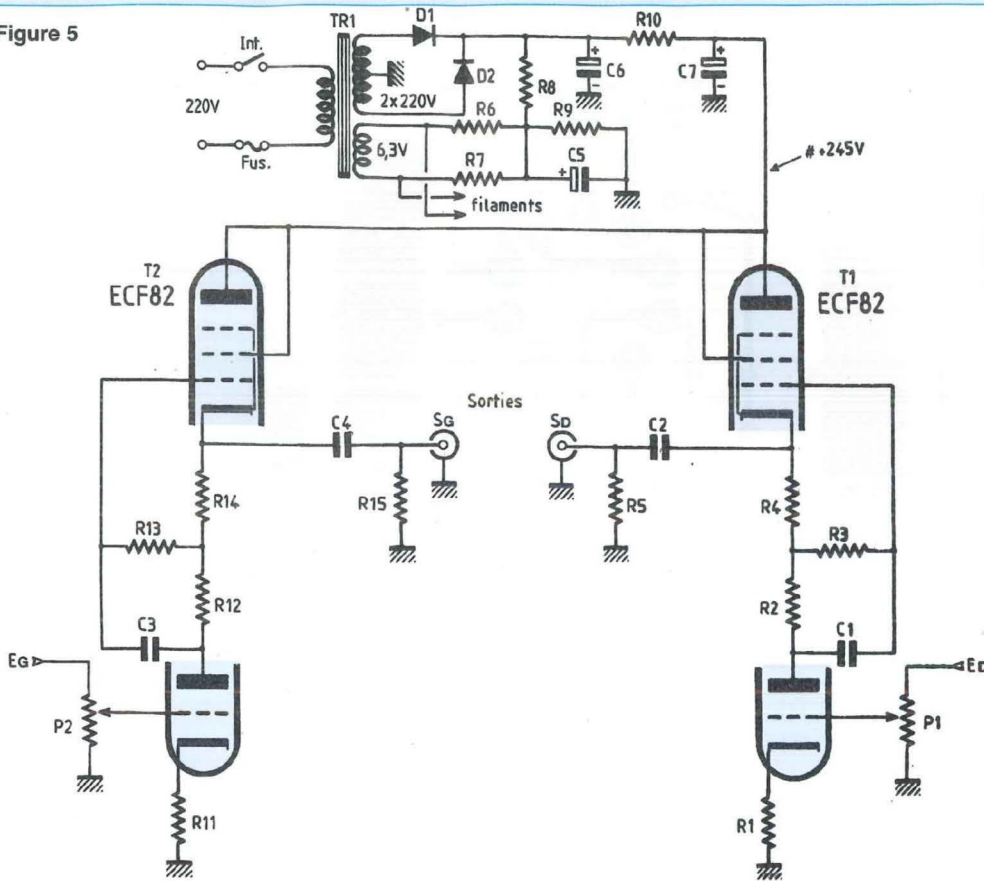 Figure 5
TR1
D1
R10
Int.
220V
Fus.
2x220V
6,3V
D2
R8
+
C6
-
+
C7
-
R6
R9
R7
+
C5
filaments
#+245V
T2
ECF82
T1
ECF82
Sorties
C4
SG
SD
C2
R14
R15
R5
R4
R13
R3
R12
R2
C3
C1
EG
ED
P2
P1
R11
R1